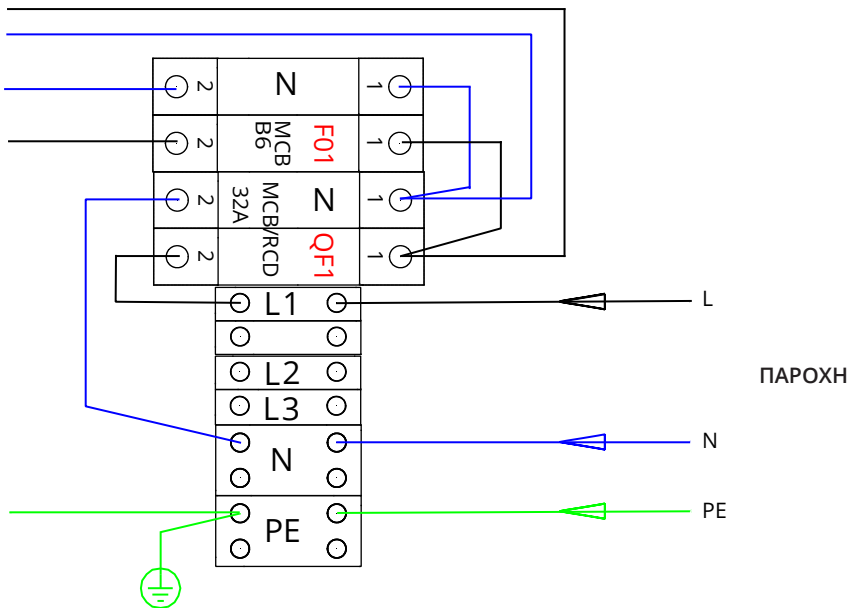 2 N 1
2 MCB B6 F01 1
2 MCB/RCD 32A N 1
2 QF1 1
L1
L2
L3
N
PE
L
ΠΑΡΟΧΗ
N
PE